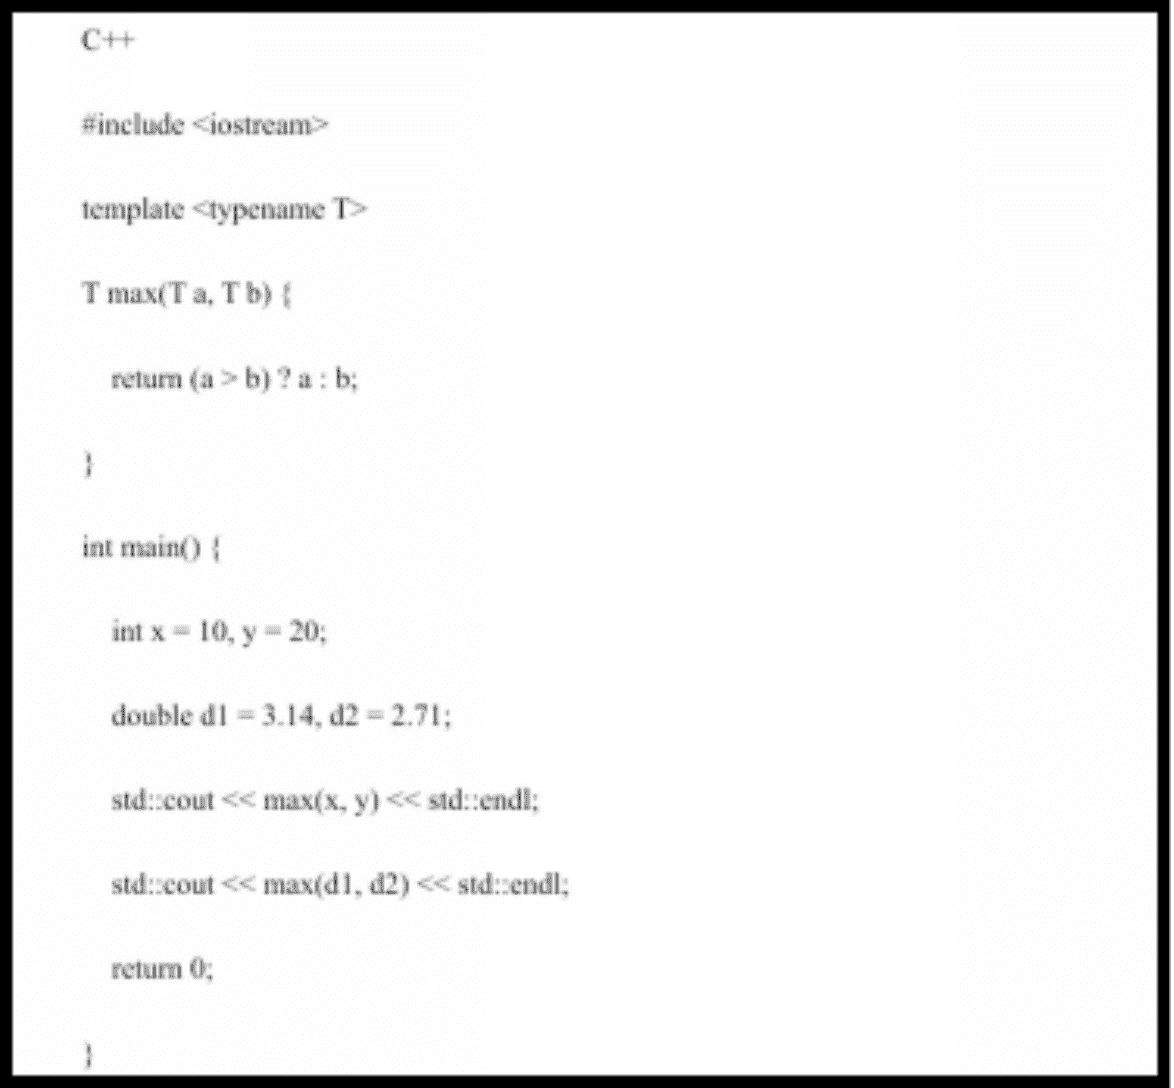 C++
#include <iostream>
template <typename T>
T max(T a, T b) {
return (a > b) ? a : b;
}
int main() {
int x = 10, y = 20;
double d1 = 3.14, d2 = 2.71;
std::cout << max(x, y) << std::endl;
std::cout << max(d1, d2) << std::endl;
return 0;
}